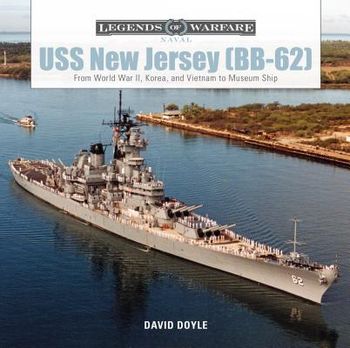 LEGENDS OF WARFARE
NAVAL
USS New Jersey (BB-62)
From World War II, Korea, and Vietnam to Museum Ship
62
DAVID DOYLE